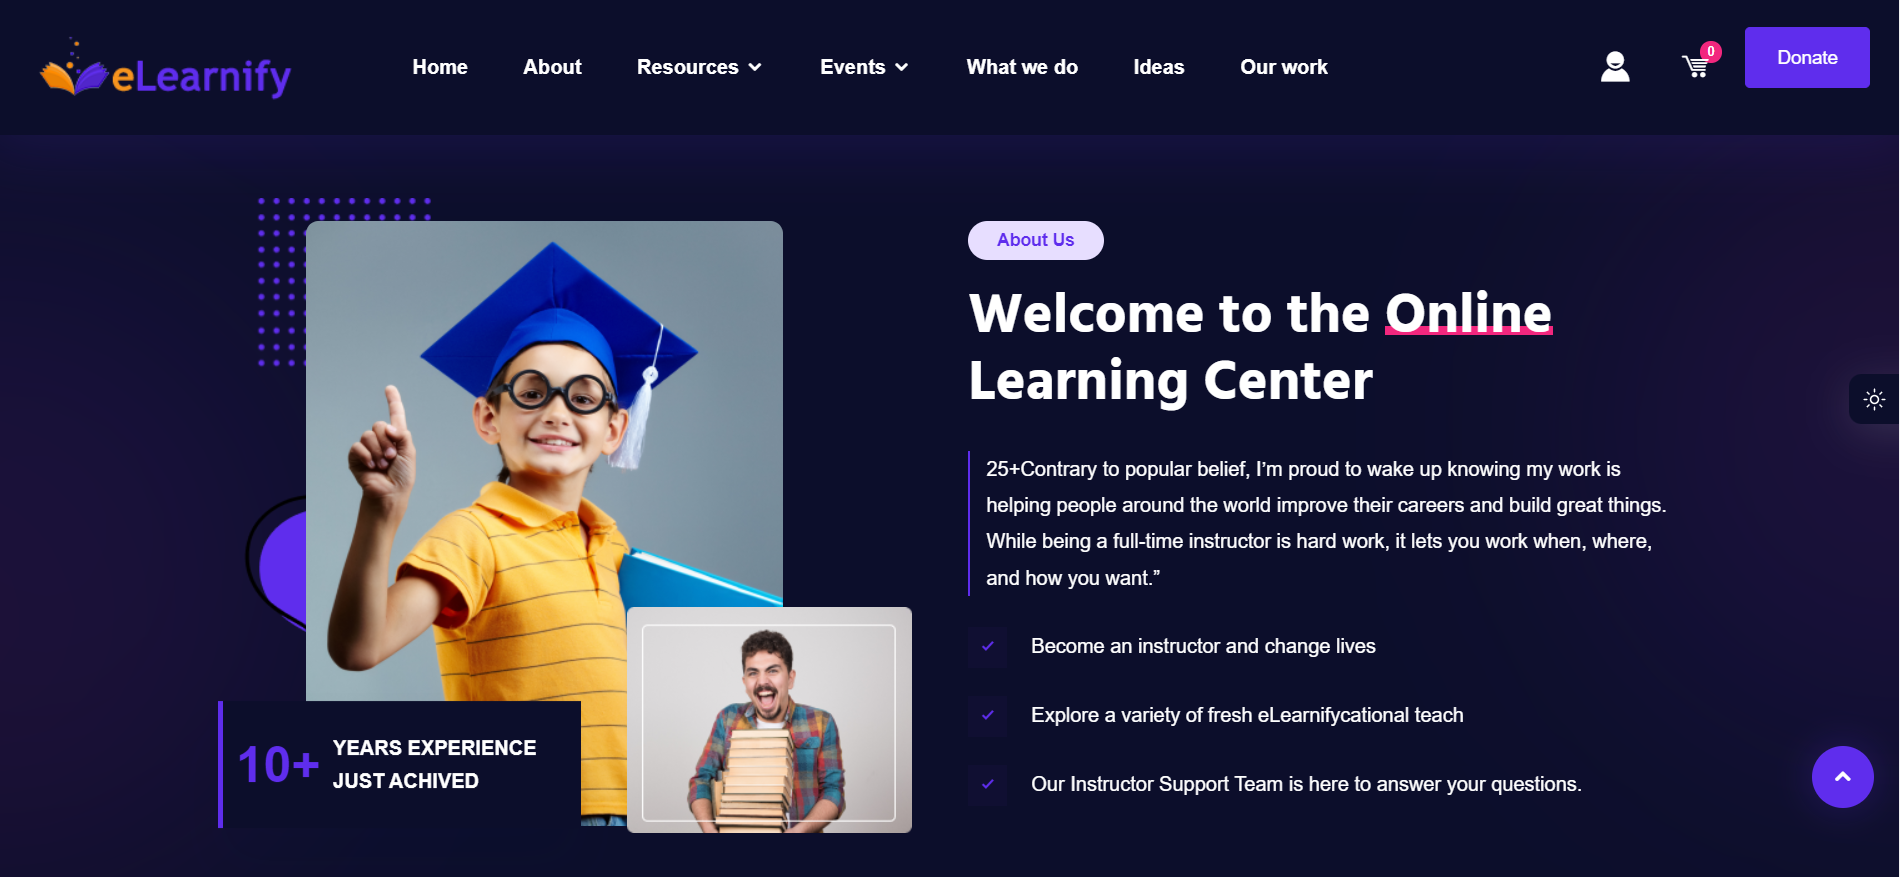 eLearnify
Home
About
Resources
Events
What we do
Ideas
Our work
0
Donate
About Us
Welcome to the Online
Learning Center
25+Contrary to popular belief, I’m proud to wake up knowing my work is
helping people around the world improve their careers and build great things.
While being a full-time instructor is hard work, it lets you work when, where,
and how you want.”
Become an instructor and change lives
Explore a variety of fresh eLearnifycational teach
Our Instructor Support Team is here to answer your questions.
10+
YEARS EXPERIENCE
JUST ACHIVED